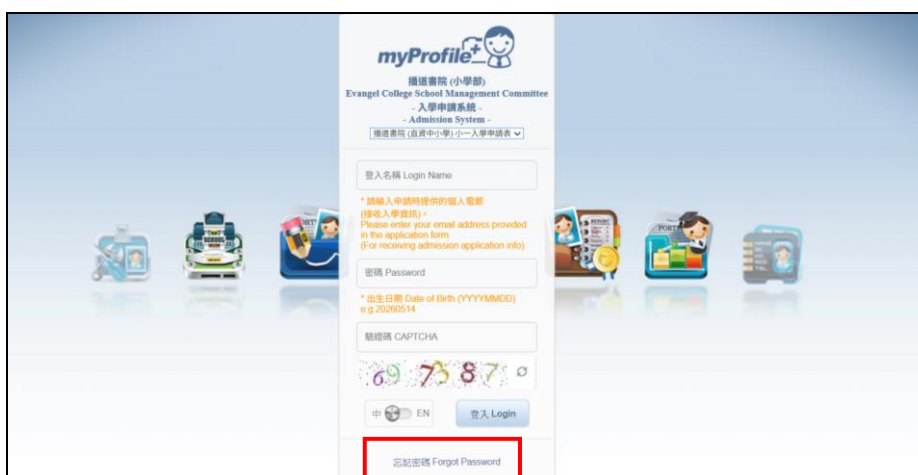 myProfile+
播道書院 (小學部)
Evangel College School Management Committee
- 入學申請系統 -
- Admission System -
播道書院 (直資中小學) 小一入學申請表
登入名稱 Login Name
* 請輸入申請時提供的個人電郵
(接收入學資訊)。
Please enter your email address provided
in the application form.
(For receiving admission application info)
密碼 Password
* 出生日期 Date of Birth (YYYYMMDD)
e.g.20260514
驗證碼 CAPTCHA
69 73 87
中 EN
登入 Login
忘記密碼 Forgot Password
SCHOOL
PORT
REPORT